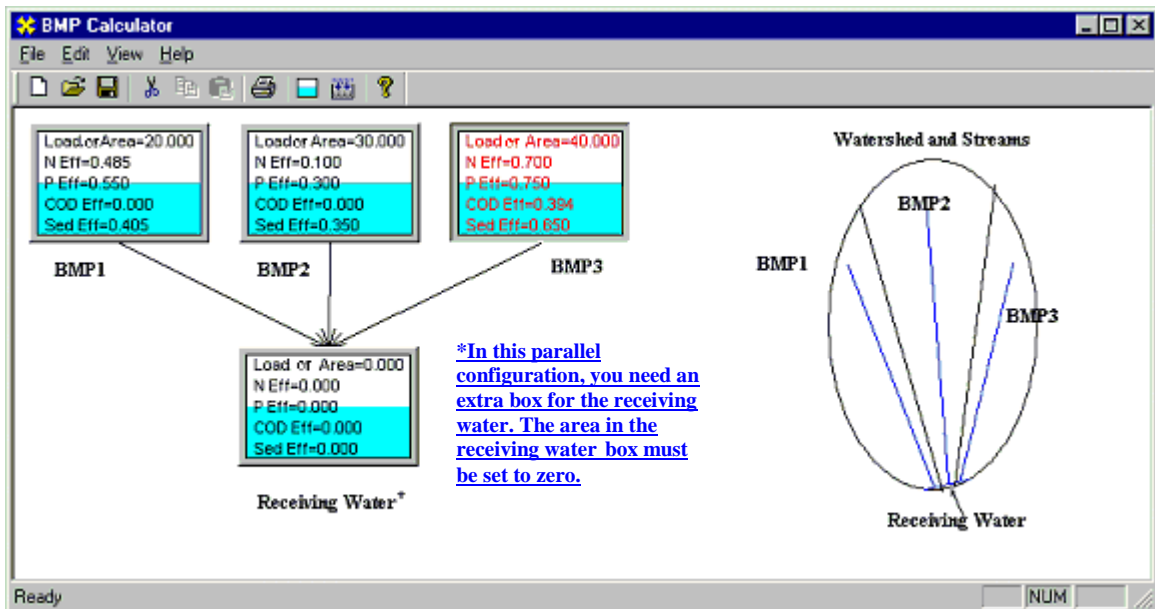 BMP Calculator
File Edit View Help
Load or Area=20.000
N Eff=0.485
P Eff=0.550
COD Eff=0.000
Sed Eff=0.405
BMP1
Load or Area=30.000
N Eff=0.100
P Eff=0.300
COD Eff=0.000
Sed Eff=0.350
BMP2
Load or Area=40.000
N Eff=0.700
P Eff=0.750
COD Eff=0.394
Sed Eff=0.650
BMP3
Load or Area=0.000
N Eff=0.000
P Eff=0.000
COD Eff=0.000
Sed Eff=0.000
Receiving Water*
*In this parallel
configuration, you need an
extra box for the receiving
water. The area in the
receiving water box must
be set to zero.
Watershed and Streams
BMP2
BMP1
BMP3
Receiving Water
Ready
NUM